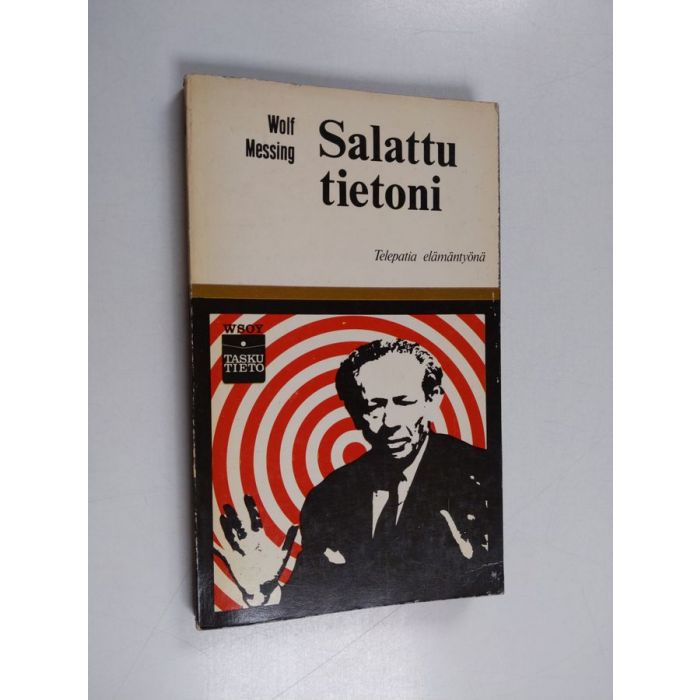 Wolf
Messing
Salattu
tietoni
Telepatia elämäntyönä
WSOY
TASKU
TIETO